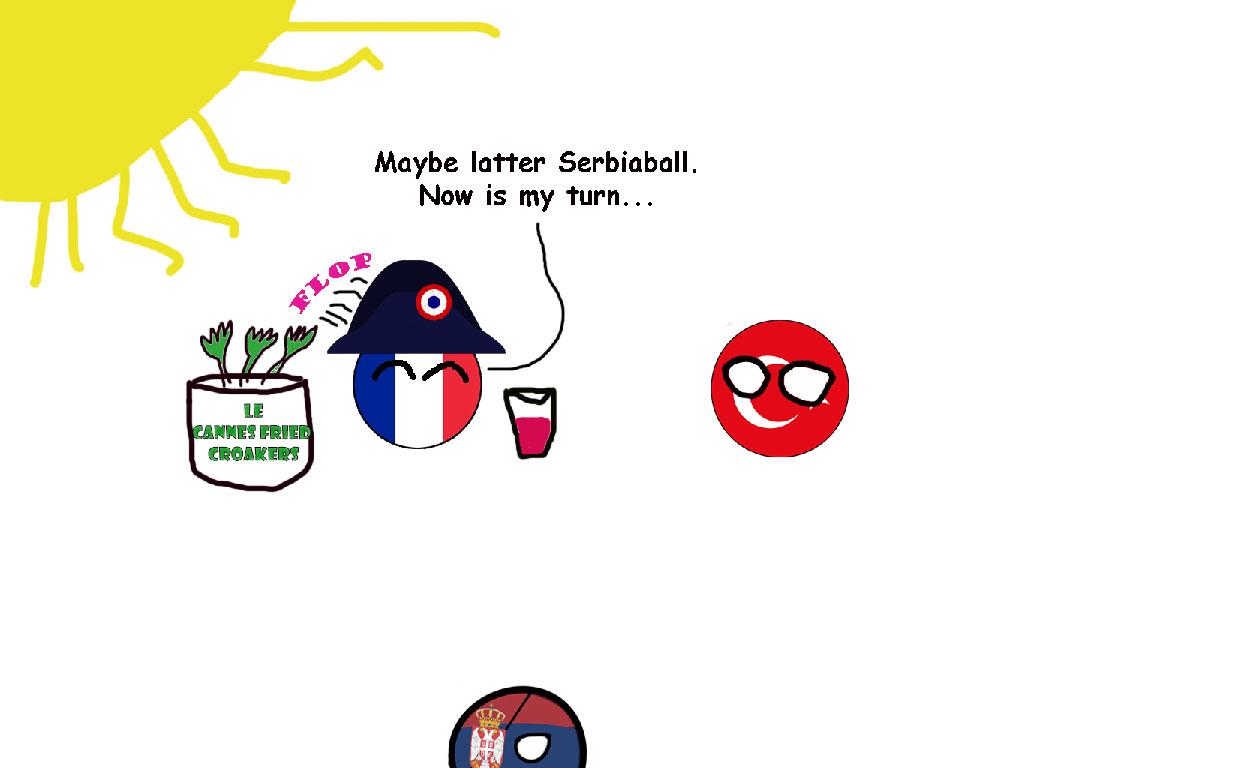 Maybe latter Serbiaball.
Now is my turn...
FLOP
LE
CANNES FRIED
CROAKERS